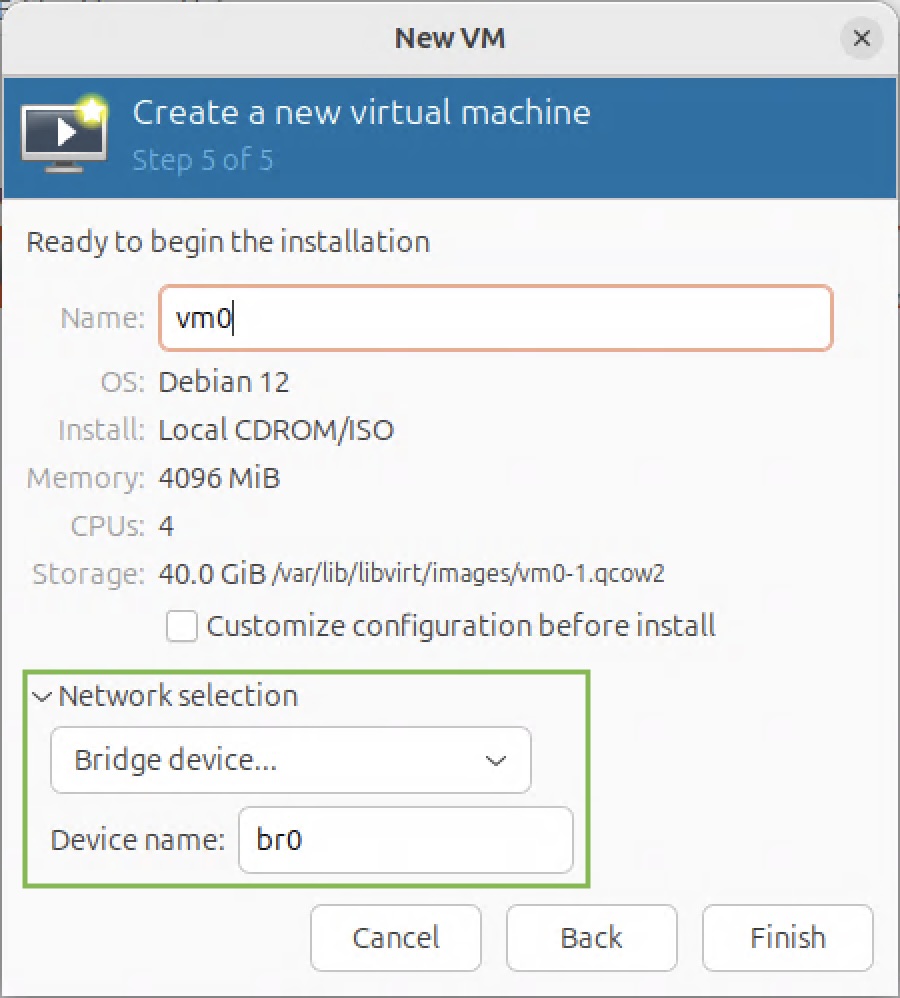 New VM
Create a new virtual machine
Step 5 of 5
Ready to begin the installation
Name: vm0
OS: Debian 12
Install: Local CDROM/ISO
Memory: 4096 MiB
CPUs: 4
Storage: 40.0 GiB /var/lib/libvirt/images/vm0-1.qcow2
Customize configuration before install
Network selection
Bridge device...
Device name: br0
Cancel Back Finish